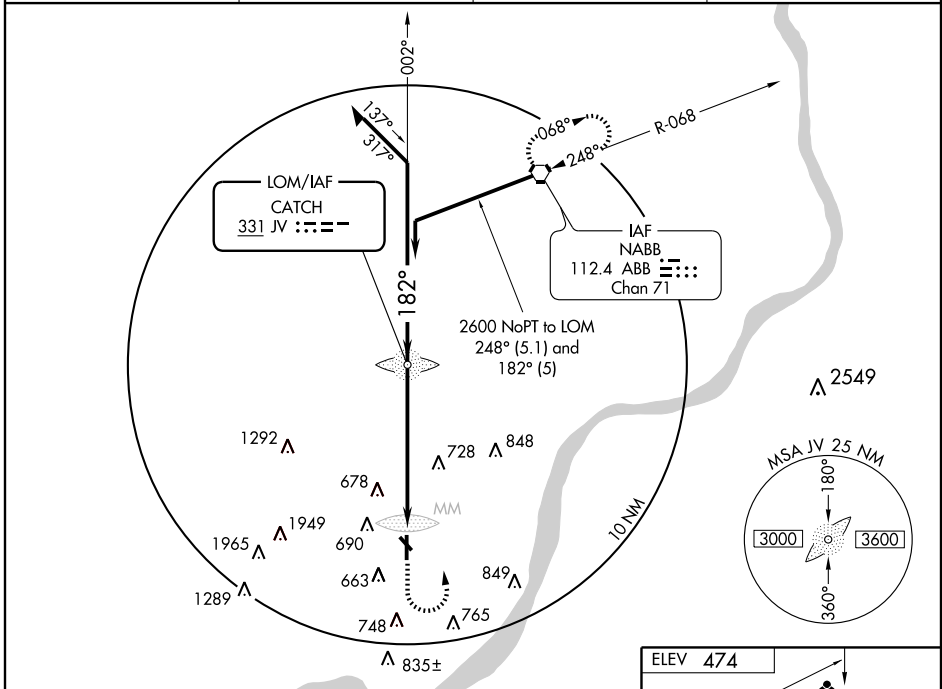 002°
137°
317°
068°
248°
R-068
LOM/IAF
CATCH
331 JV
IAF
NABB
112.4 ABB
Chan 71
182°
2600 NoPT to LOM
248° (5.1) and
182° (5)
2549
1292
728
848
678
MM
MSA JV 25 NM
180°
3000
3600
360°
10 NM
1949
690
1965
663
849
1289
748
765
835±
ELEV 474